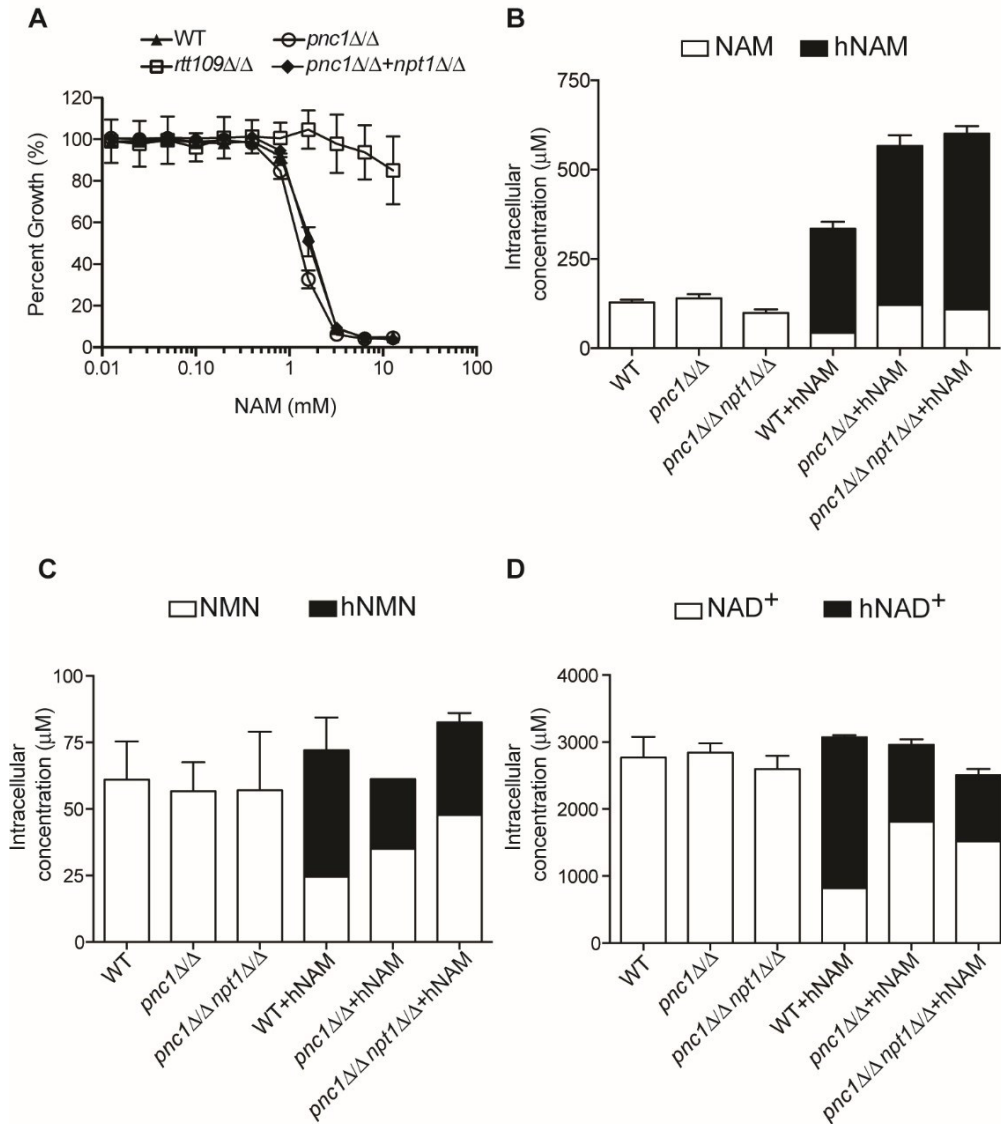 A
WT pnc1Δ/Δ
rtt109Δ/Δ pnc1Δ/Δ+npt1Δ/Δ
120
100
80
60
40
20
0
Percent Growth (%)
0.01 0.10 1 10 100
NAM (mM)
B
NAM hNAM
750
500
250
0
Intracellular
concentration (μM)
WT
pnc1Δ/Δ
pnc1Δ/Δ npt1Δ/Δ
WT+hNAM
pnc1Δ/Δ+hNAM
pnc1Δ/Δ npt1Δ/Δ+hNAM
C
NMN hNMN
100
75
50
25
0
Intracellular
concentration (μM)
WT
pnc1Δ/Δ
pnc1Δ/Δ npt1Δ/Δ
WT+hNAM
pnc1Δ/Δ+hNAM
pnc1Δ/Δ npt1Δ/Δ+hNAM
D
NAD+ hNAD+
4000
3000
2000
1000
0
Intracellular
concentration (μM)
WT
pnc1Δ/Δ
pnc1Δ/Δ npt1Δ/Δ
WT+hNAM
pnc1Δ/Δ+hNAM
pnc1Δ/Δ npt1Δ/Δ+hNAM